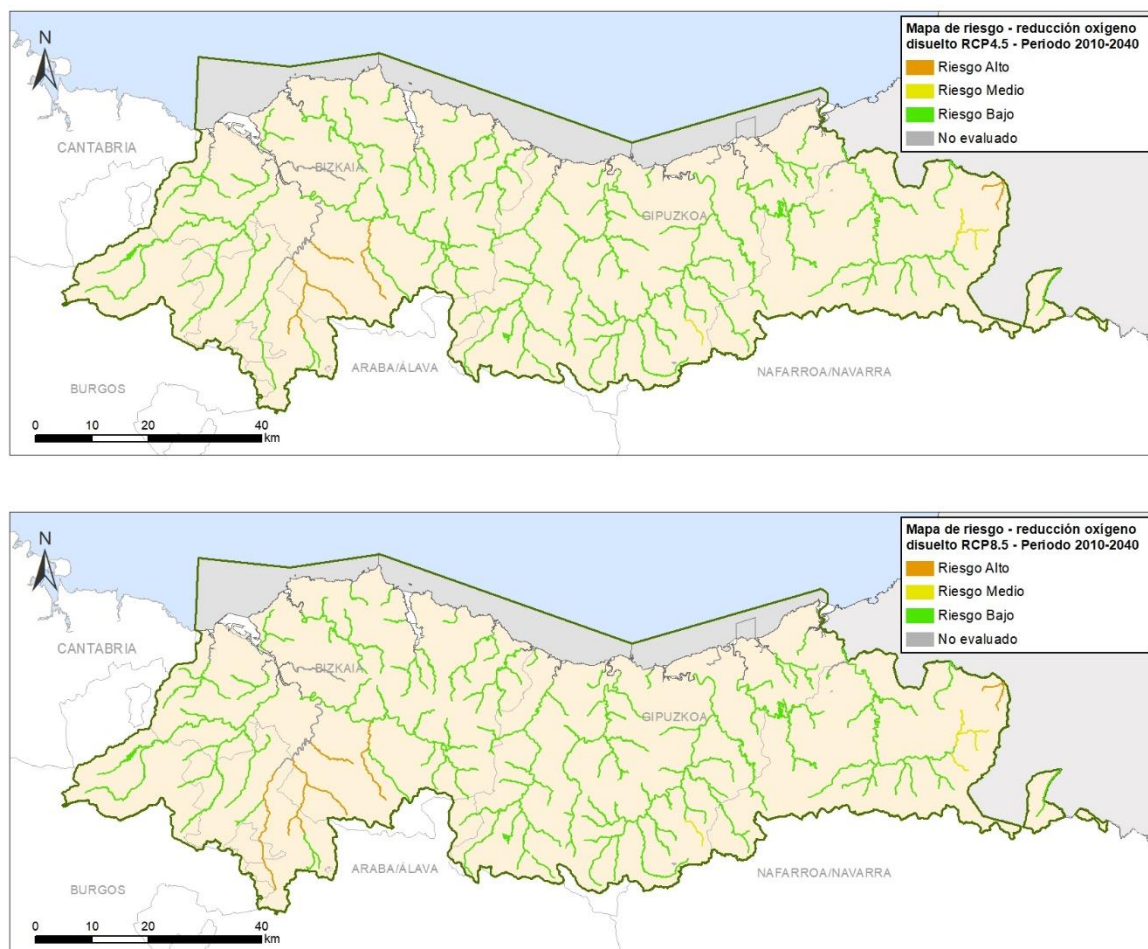 Mapa de riesgo - reducción oxígeno
disuelto RCP4.5 - Periodo 2010-2040
Riesgo Alto
Riesgo Medio
Riesgo Bajo
No evaluado
N
CANTABRIA
BIZKAIA
GIPUZKOA
ARABA/ÁLAVA
NAFARROA/NAVARRA
BURGOS
0 10 20 40
km
Mapa de riesgo - reducción oxígeno
disuelto RCP8.5 - Periodo 2010-2040
Riesgo Alto
Riesgo Medio
Riesgo Bajo
No evaluado
N
CANTABRIA
BIZKAIA
GIPUZKOA
ARABA/ÁLAVA
NAFARROA/NAVARRA
BURGOS
0 10 20 40
km